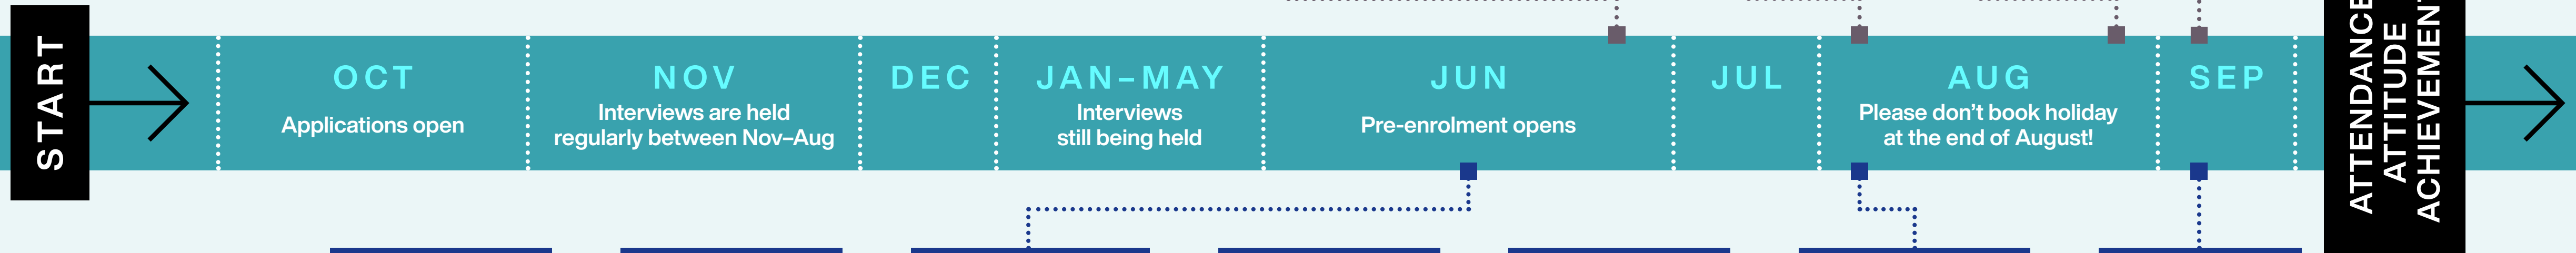 START
OCT
Applications open
NOV
Interviews are held
regularly between Nov–Aug
DEC
JAN–MAY
Interviews
still being held
JUN
Pre-enrolment opens
JUL
AUG
Please don’t book holiday
at the end of August!
SEP
ATTENDANCE
ATTITUDE
ACHIEVEMENT